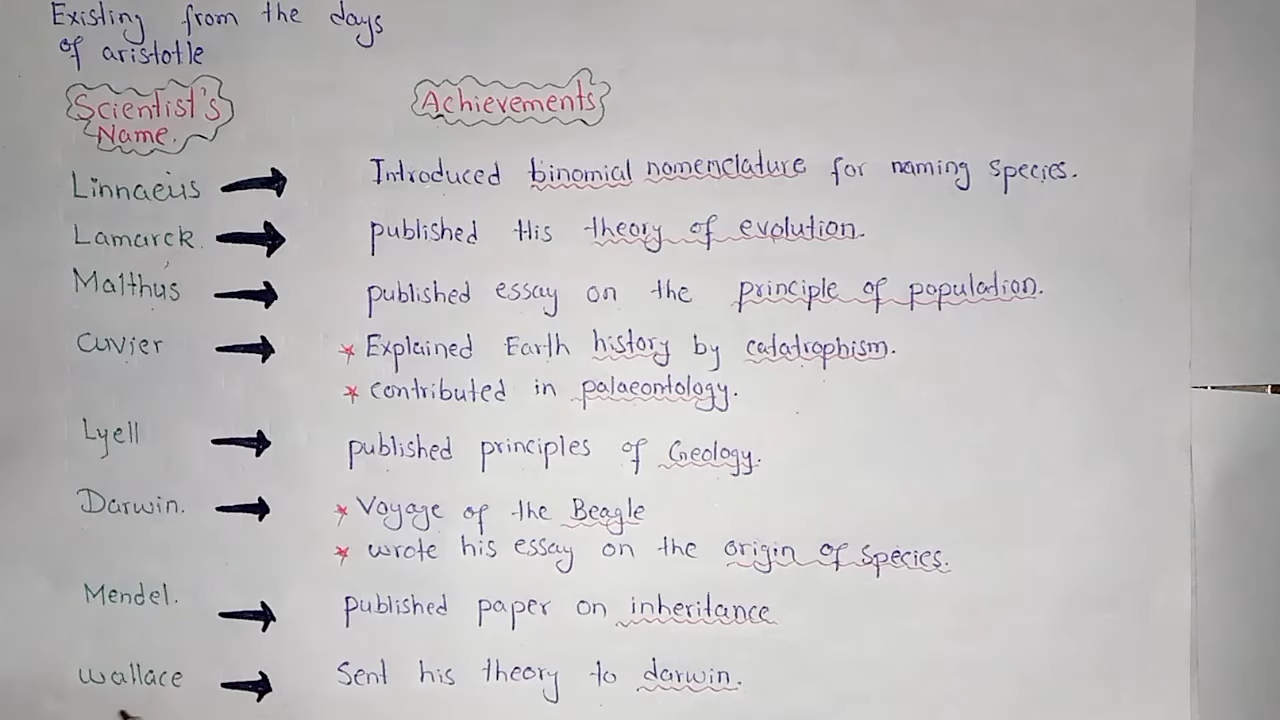 Existing from the days
of aristotle
Scientist's
Name.
Achievements
Linnaeus
Introduced binomial nomenclature for naming species.
Lamarck.
published His theory of evolution.
Malthus
published essay on the principle of population.
Cuvier
* Explained Earth history by catatrophism.
* contributed in palaeontology.
Lyell
published principles of Geology.
Darwin.
* Voyage of the Beagle
* wrote his essay on the origin of species.
Mendel.
published paper on inheritance
wallace
Sent his theory to darwin.